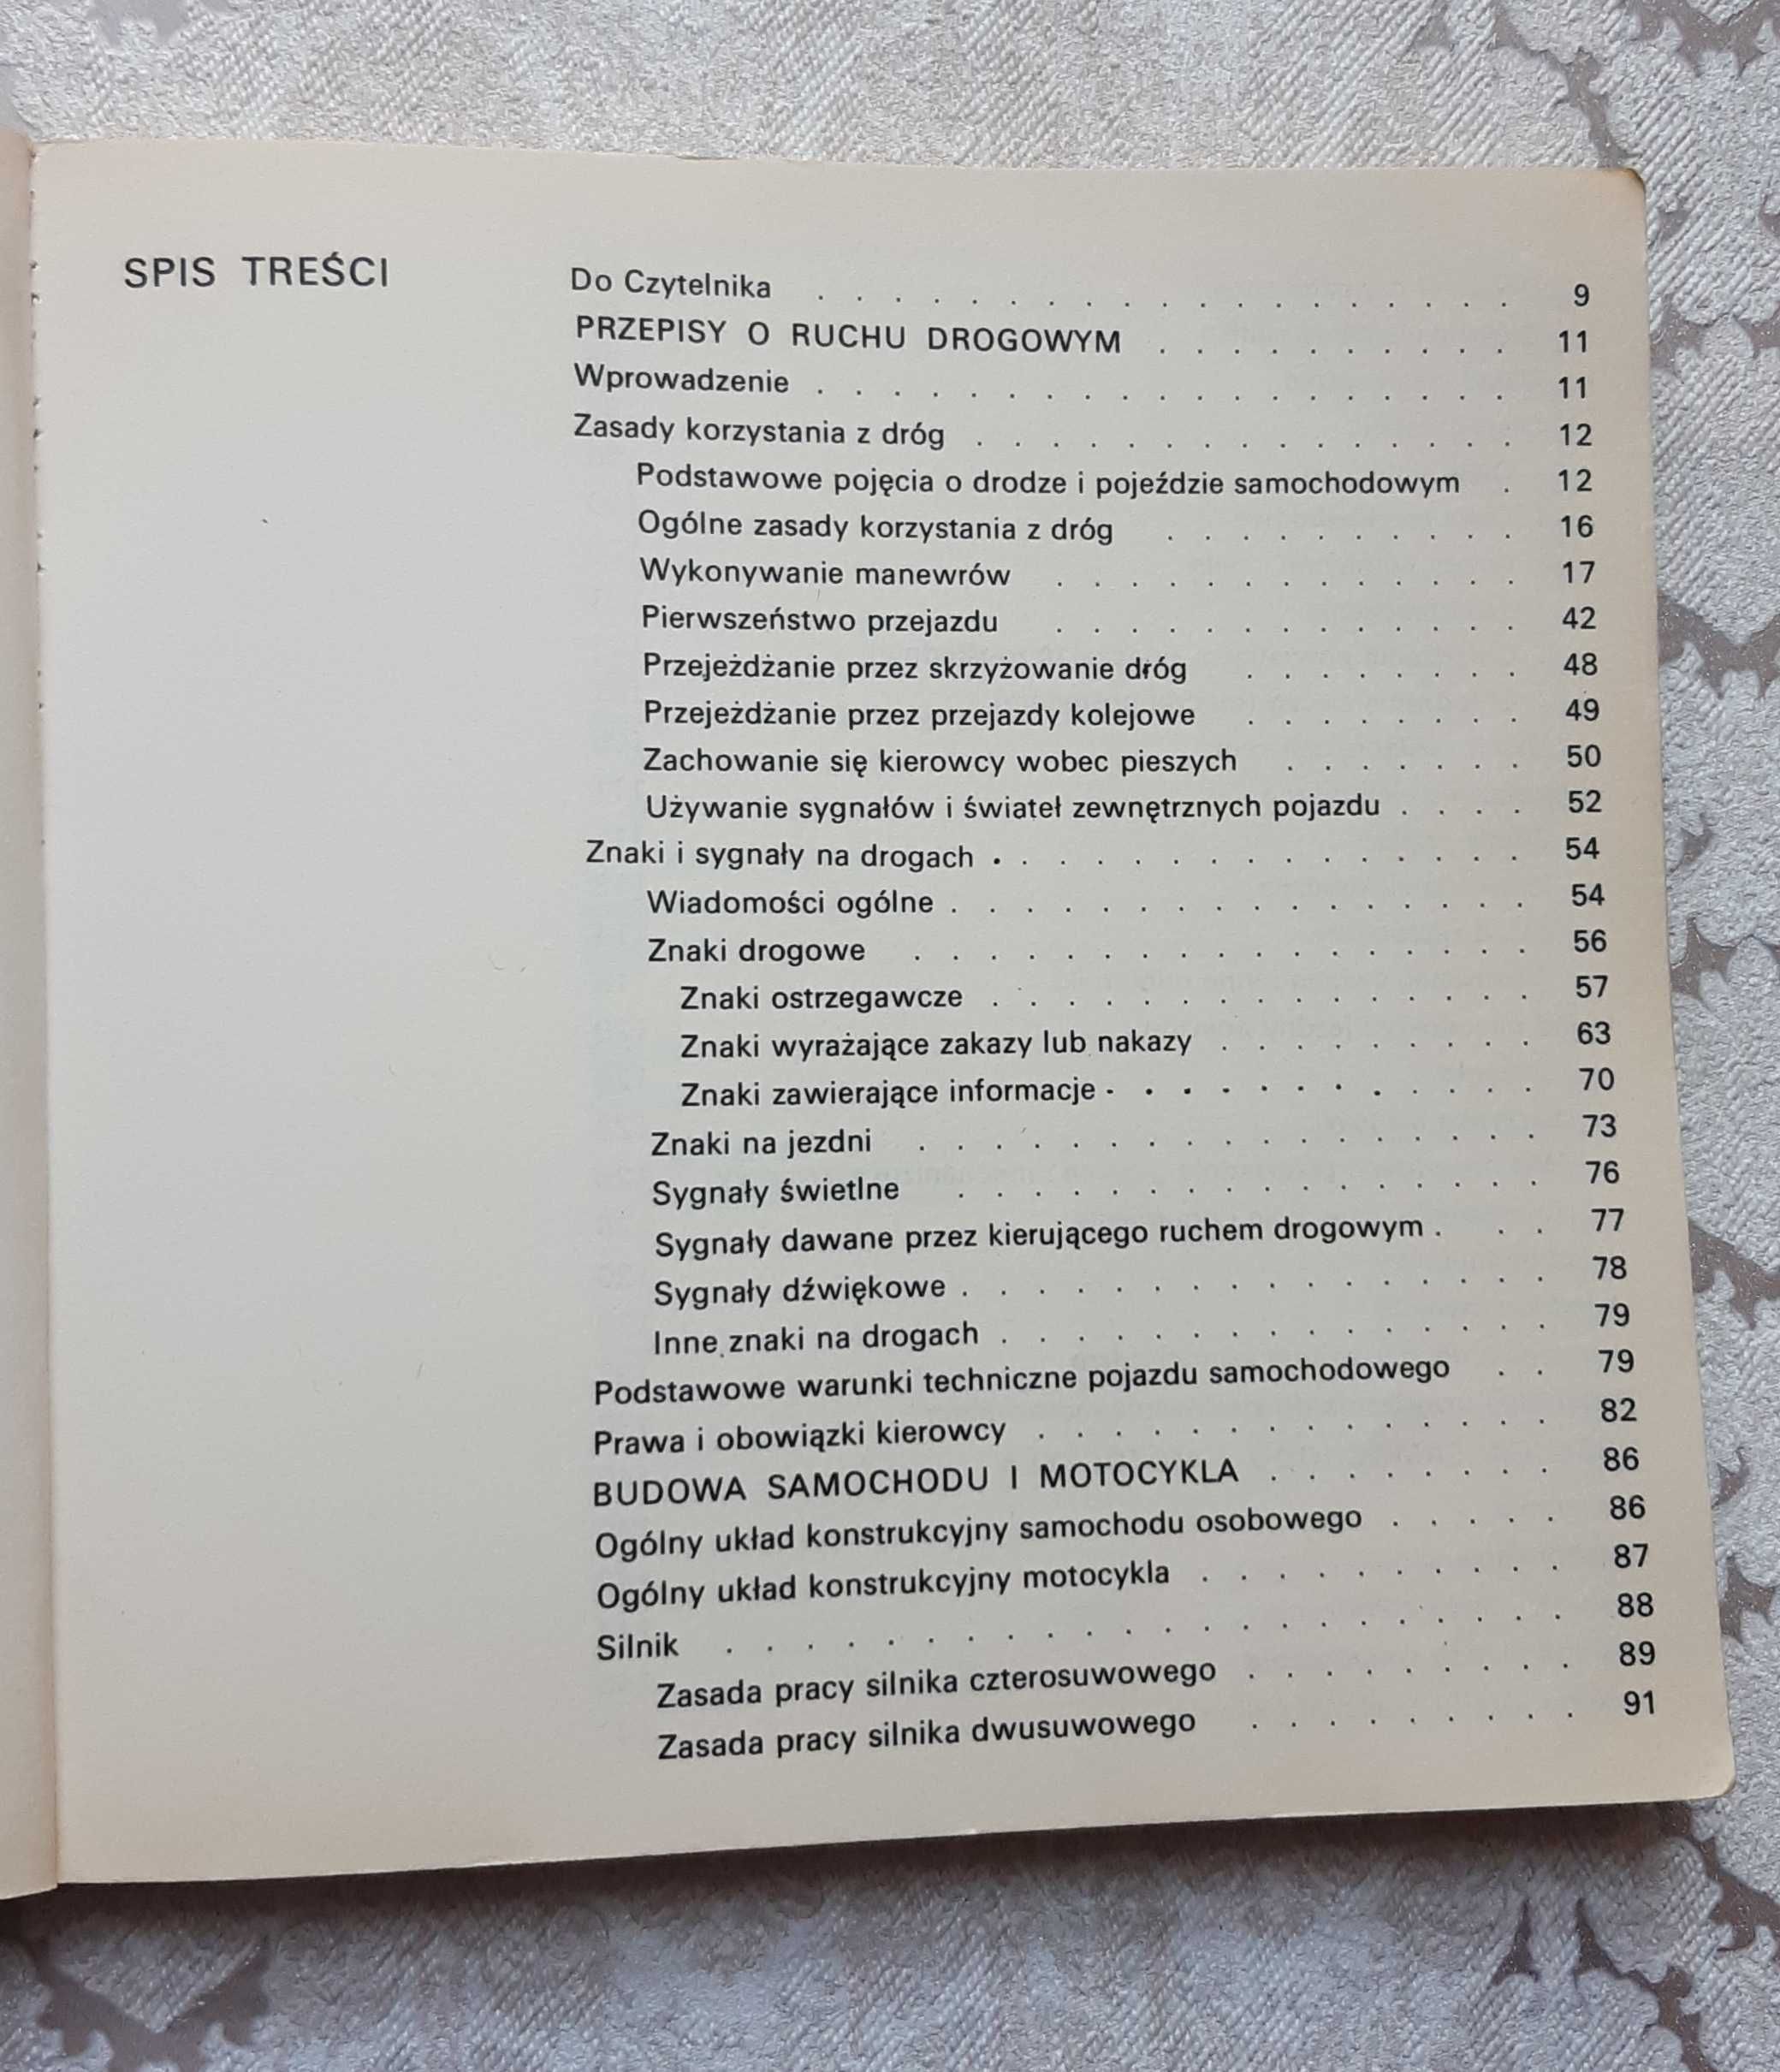 SPIS TREŚCI
Do Czytelnika . . . . . . . . . . . . . . . . . . . 9
PRZEPISY O RUCHU DROGOWYM . . . . . . . . . . 11
Wprowadzenie . . . . . . . . . . . . . . . . . . . 11
Zasady korzystania z dróg . . . . . . . . . . . . . . . 12
Podstawowe pojęcia o drodze i pojeździe samochodowym . 12
Ogólne zasady korzystania z dróg . . . . . . . . . . 16
Wykonywanie manewrów . . . . . . . . . . . . . 17
Pierwszeństwo przejazdu . . . . . . . . . . . . . 42
Przejeżdżanie przez skrzyżowanie dróg . . . . . . . . 48
Przejeżdżanie przez przejazdy kolejowe . . . . . . . . 49
Zachowanie się kierowcy wobec pieszych . . . . . . . 50
Używanie sygnałów i świateł zewnętrznych pojazdu . . . . 52
Znaki i sygnały na drogach . . . . . . . . . . . . . . . 54
Wiadomości ogólne . . . . . . . . . . . . . . . . 54
Znaki drogowe . . . . . . . . . . . . . . . . . 56
Znaki ostrzegawcze . . . . . . . . . . . . . . . 57
Znaki wyrażające zakazy lub nakazy . . . . . . . . . 63
Znaki zawierające informacje . . . . . . . . . . . . 70
Znaki na jezdni . . . . . . . . . . . . . . . . . 73
Sygnały świetlne . . . . . . . . . . . . . . . . 76
Sygnały dawane przez kierującego ruchem drogowym . . . 77
Sygnały dźwiękowe . . . . . . . . . . . . . . . . 78
Inne znaki na drogach . . . . . . . . . . . . . . . 79
Podstawowe warunki techniczne pojazdu samochodowego . . 79
Prawa i obowiązki kierowcy . . . . . . . . . . . . . . 82
BUDOWA SAMOCHODU I MOTOCYKLA . . . . . . . . 86
Ogólny układ konstrukcyjny samochodu osobowego . . . . . 86
Ogólny układ konstrukcyjny motocykla . . . . . . . . . . 87
Silnik . . . . . . . . . . . . . . . . . . . . . 88
Zasada pracy silnika czterosuwowego . . . . . . . . . 89
Zasada pracy silnika dwusuwowego . . . . . . . . . 91